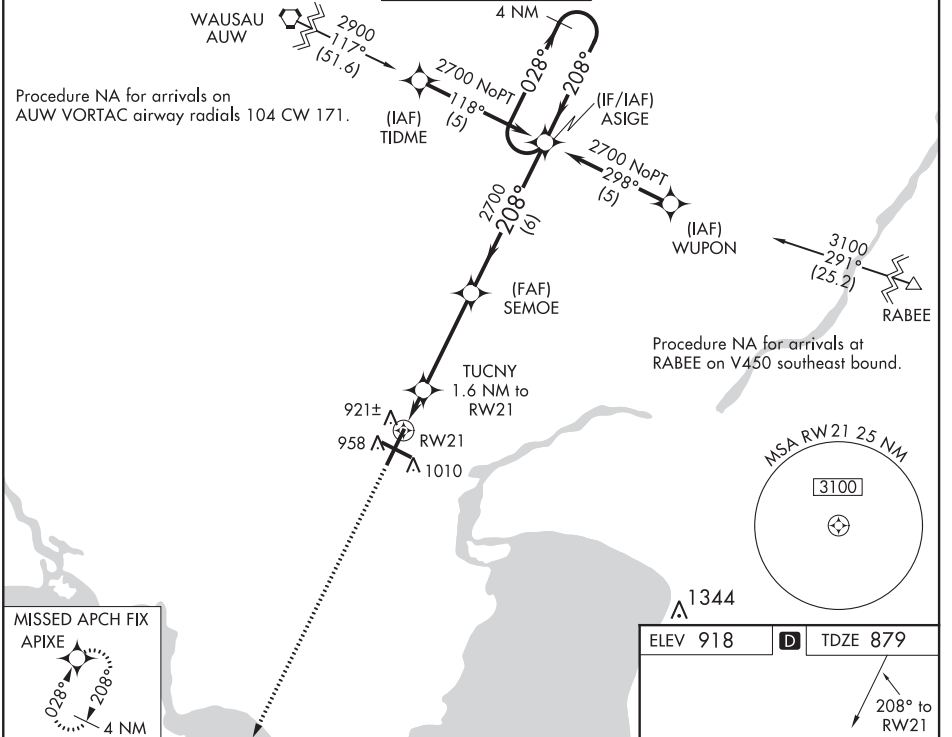 4 NM
WAUSAU
AUW
2900
117°
(51.6)
2700 NoPT
118°
(5)
028°
208°
(IF/IAF)
ASIGE
Procedure NA for arrivals on
AUW VORTAC airway radials 104 CW 171.
(IAF)
TIDME
2700 NoPT
298°
(5)
(IAF)
WUPON
2700
208°
(6)
3100
291°
(25.2)
RABEE
(FAF)
SEMOE
Procedure NA for arrivals at
RABEE on V450 southeast bound.
TUCNY
1.6 NM to
RW21
921±
RW21
958
1010
MSA RW21 25 NM
3100
1344
MISSED APCH FIX
APIXE
028°
208°
4 NM
ELEV 918 D TDZE 879
208° to
RW21